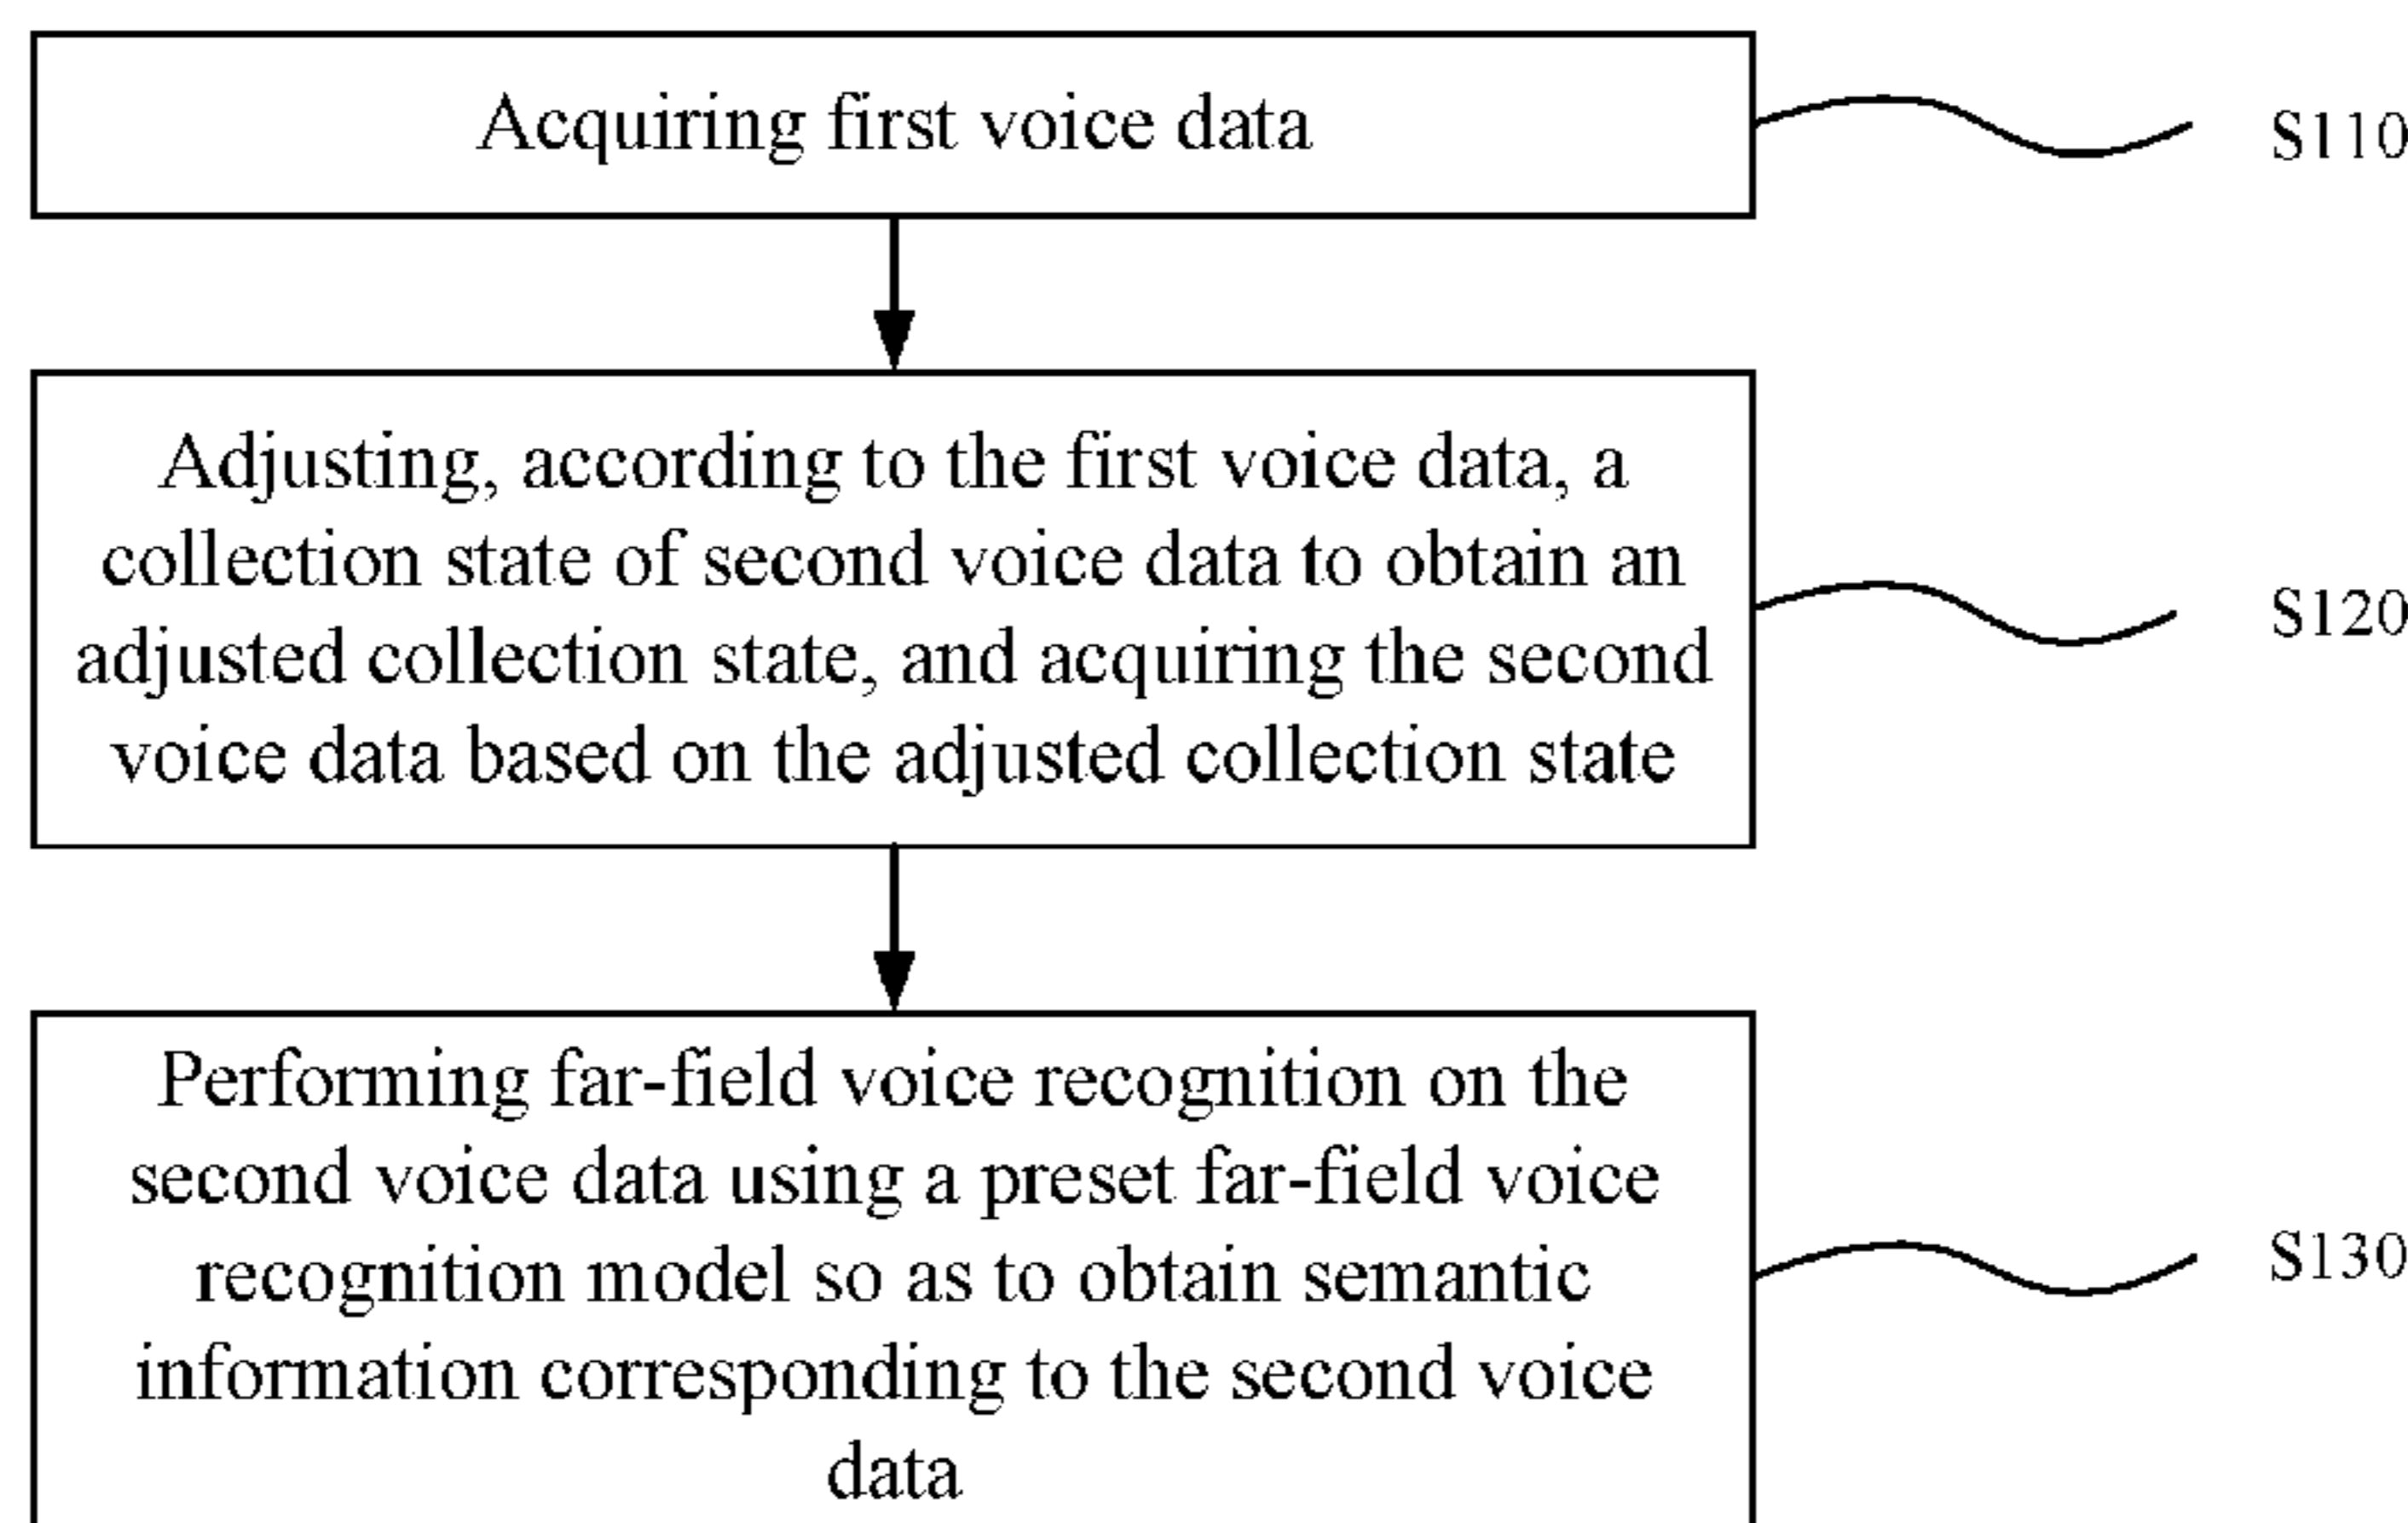 Acquiring first voice data
S110
Adjusting, according to the first voice data, a
collection state of second voice data to obtain an
adjusted collection state, and acquiring the second
voice data based on the adjusted collection state
S120
Performing far-field voice recognition on the
second voice data using a preset far-field voice
recognition model so as to obtain semantic
information corresponding to the second voice
data
S130